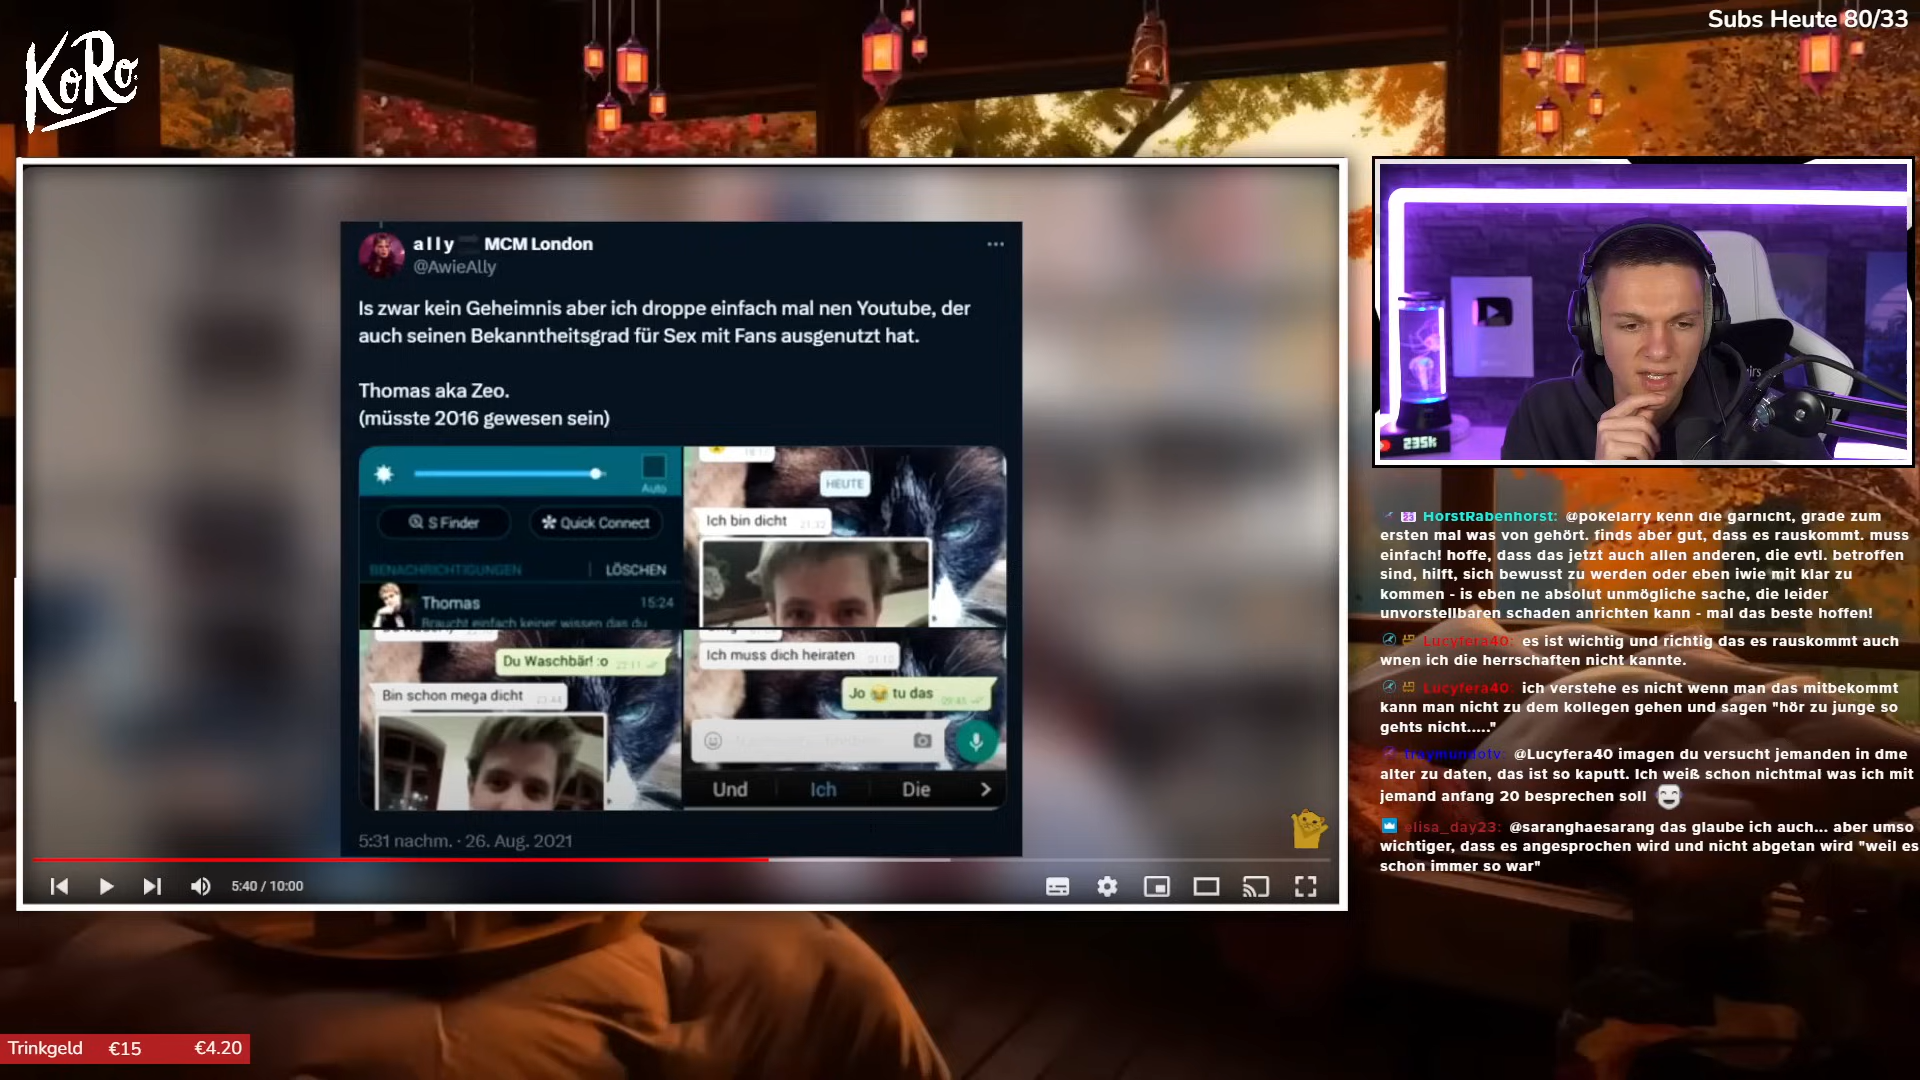 KoRo
Subs Heute 80/33
ally MCM London
@AwieAlly
Is zwar kein Geheimnis aber ich droppe einfach mal nen Youtube, der
auch seinen Bekanntheitsgrad für Sex mit Fans ausgenutzt hat.
Thomas aka Zeo.
(müsste 2016 gewesen sein)
Auto
S Finder
Quick Connect
BENACHRICHTIGUNGEN
LÖSCHEN
Thomas
15:24
Braucht einfach keiner wissen das du
HEUTE
Ich bin dicht 21:32
Du Waschbär! :o 22:11
Bin schon mega dicht 23:44
Ich muss dich heiraten 01:12
Jo 😂 tu das 09:45
Und
Ich
Die
5:31 nachm. · 26. Aug. 2021
5:40 / 10:00
235k
HorstRabenhorst: @pokelarry kenn die garnicht, grade zum
ersten mal was von gehört. finds aber gut, dass es rauskommt. muss
einfach! hoffe, dass das jetzt auch allen anderen, die evtl. betroffen
sind, hilft, sich bewusst zu werden oder eben iwie mit klar zu
kommen - is eben ne absolut unmögliche sache, die leider
unvorstellbaren schaden anrichten kann - mal das beste hoffen!
Lucyfera40: es ist wichtig und richtig das es rauskommt auch
wnen ich die herrschaften nicht kannte.
Lucyfera40: ich verstehe es nicht wenn man das mitbekommt
kann man nicht zu dem kollegen gehen und sagen "hör zu junge so
gehts nicht....."
fraymundotv: @Lucyfera40 imagen du versucht jemanden in dme
alter zu daten, das ist so kaputt. Ich weiß schon nichtmal was ich mit
jemand anfang 20 besprechen soll
elisa_day23: @saranghaesarang das glaube ich auch... aber umso
wichtiger, dass es angesprochen wird und nicht abgetan wird "weil es
schon immer so war"
Trinkgeld €15 €4.20